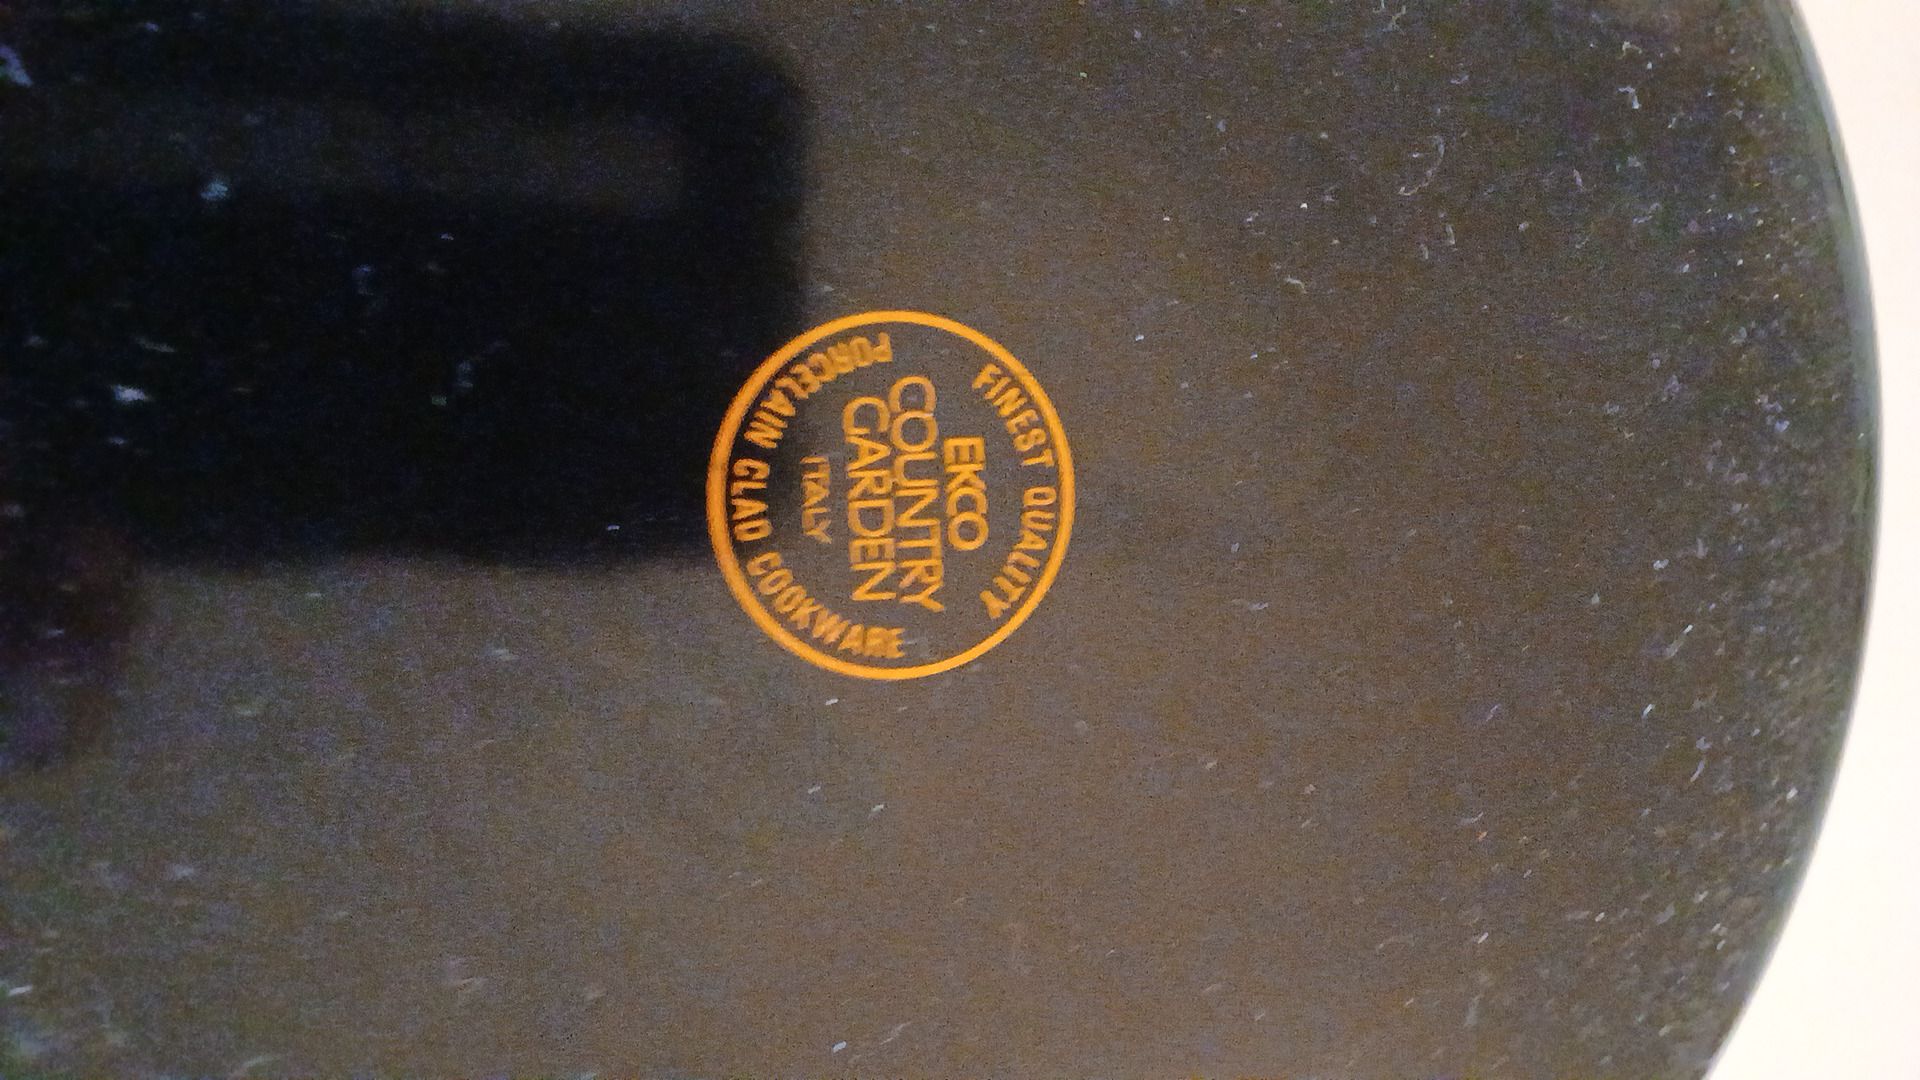 FINEST QUALITY
EKCO
COUNTRY
GARDEN
ITALY
PORCELAIN CLAD COOKWARE